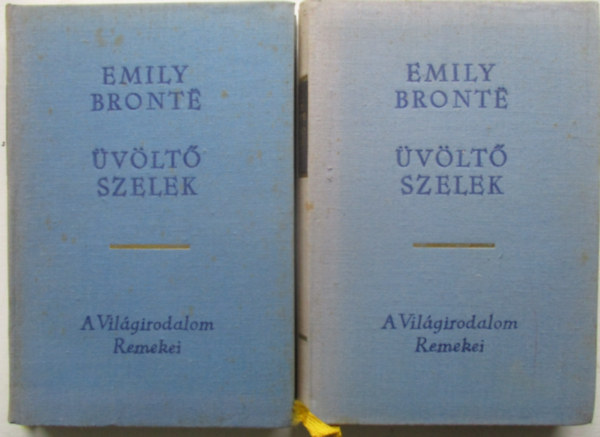 EMILY
BRONTË
ÜVÖLTŐ
SZELEK
A Világirodalom
Remekei
EMILY
BRONTË
ÜVÖLTŐ
SZELEK
A Világirodalom
Remekei